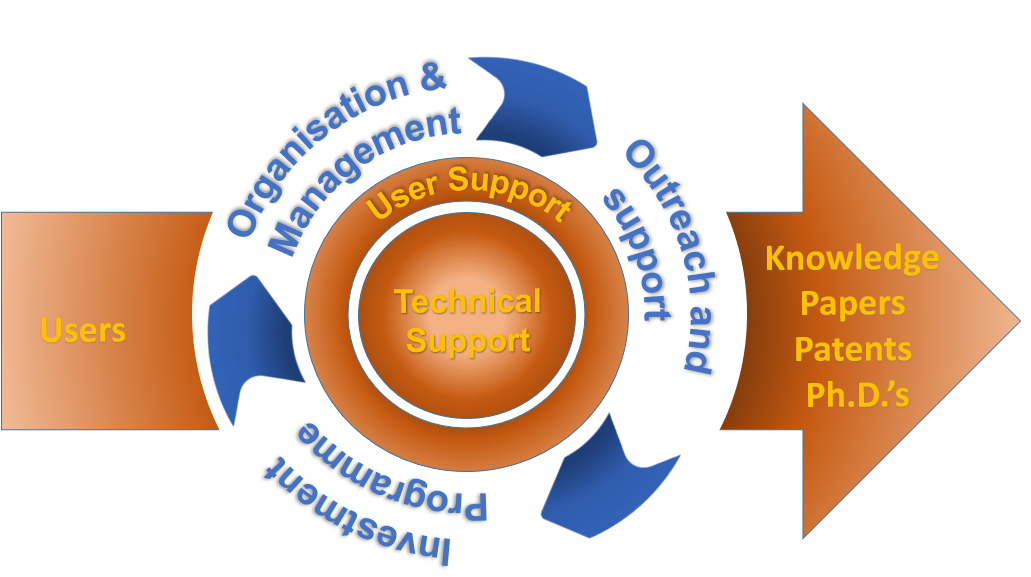 Organisation &
Management
User Support
Outreach and
support
Technical
Support
Users
Knowledge
Papers
Patents
Ph.D.’s
Investment
Programme